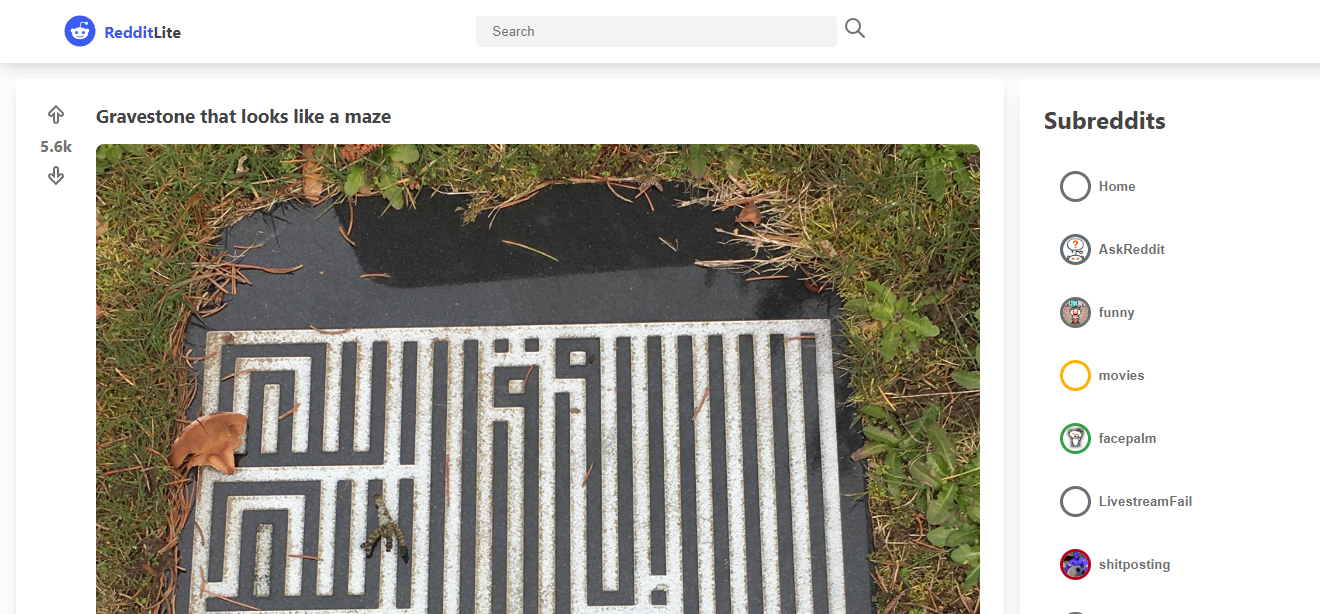 RedditLite
Search
Gravestone that looks like a maze
5.6k
Subreddits
Home
AskReddit
funny
movies
facepalm
LivestreamFail
shitposting